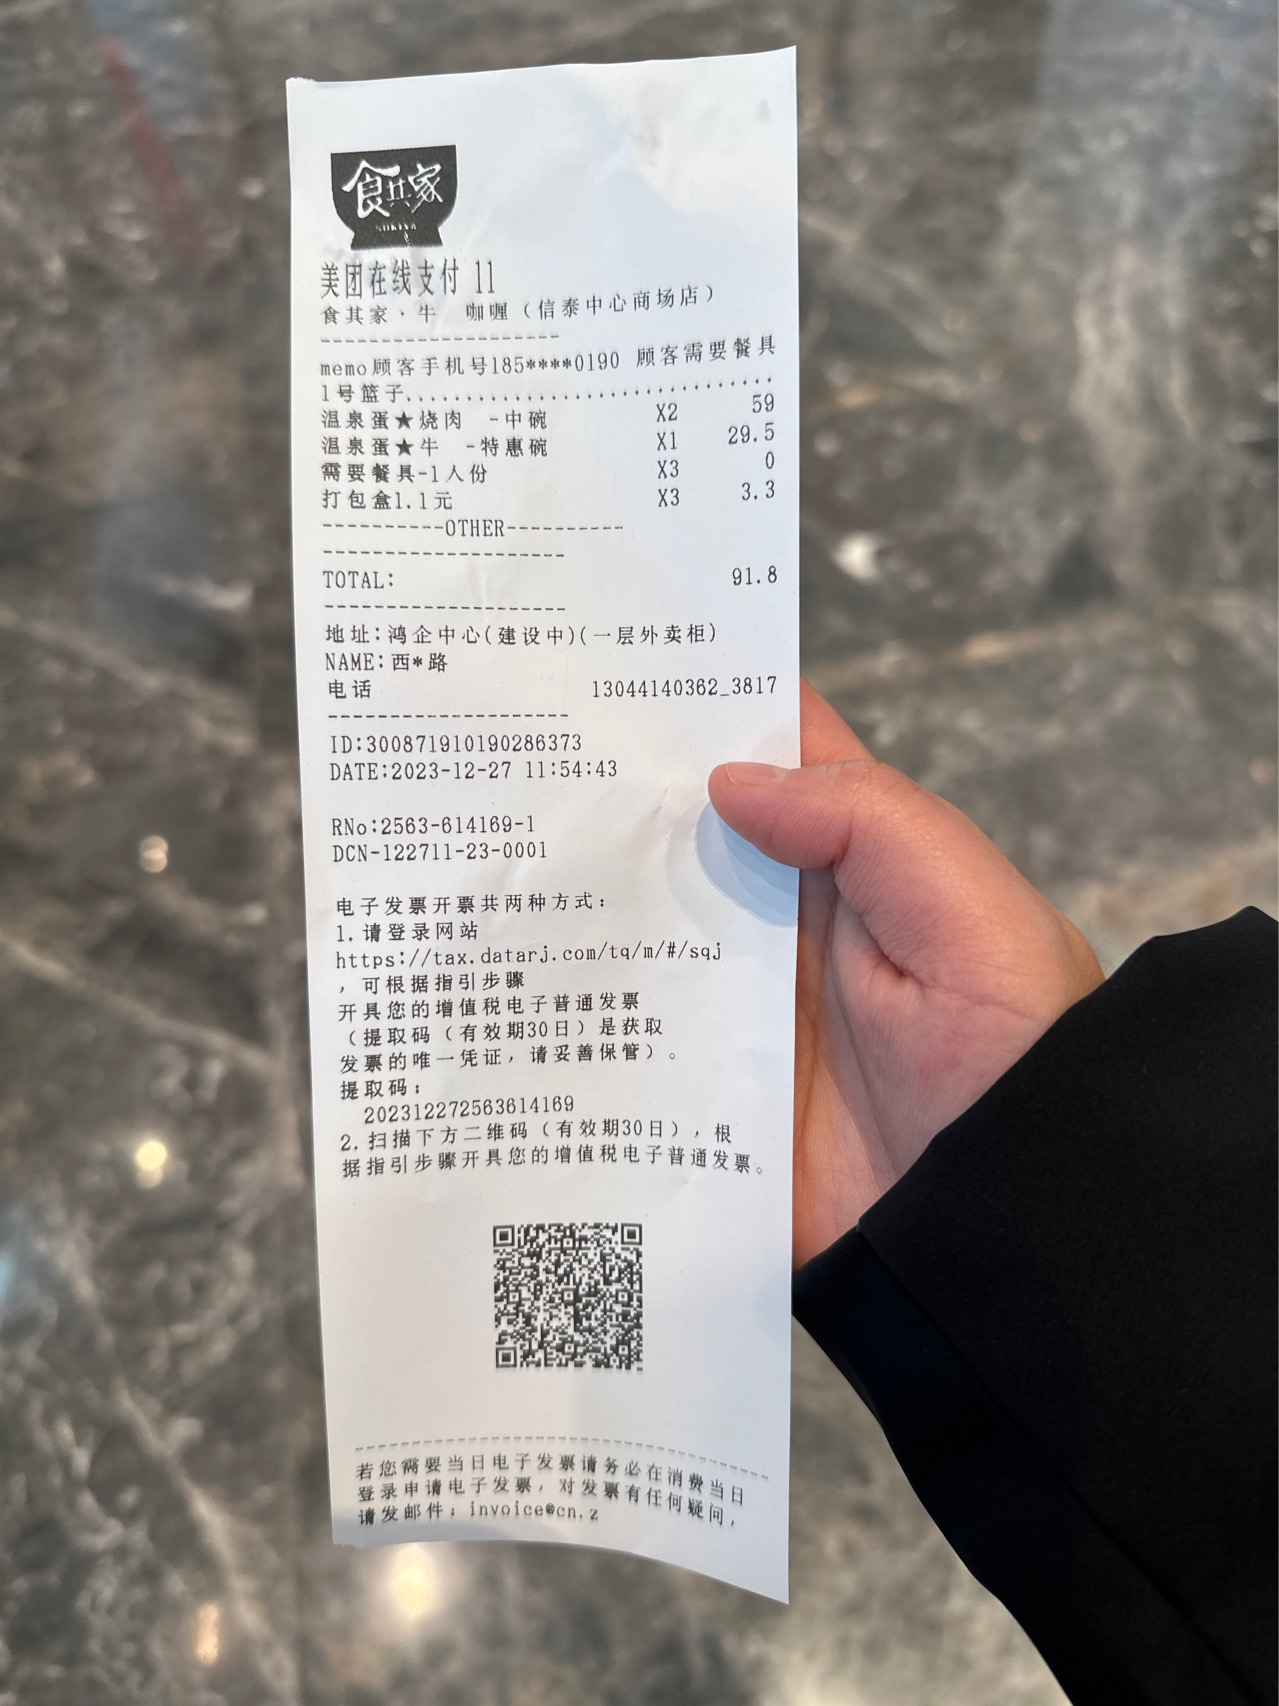 食其家
SUKIYA
美团在线支付 11
食其家·牛 咖喱（信泰中心商场店）
--------------------
memo顾客手机号185****0190 顾客需要餐具
1号篮子..............................
温泉蛋★烧肉 -中碗 X2 59
温泉蛋★牛 -特惠碗 X1 29.5
需要餐具-1人份 X3 0
打包盒1.1元 X3 3.3
----------OTHER----------
--------------------
TOTAL: 91.8
--------------------
地址:鸿企中心(建设中)(一层外卖柜)
NAME:西*路
电话 13044140362_3817
--------------------
ID:300871910190286373
DATE:2023-12-27 11:54:43
RNo:2563-614169-1
DCN-122711-23-0001
电子发票开票共两种方式：
1.请登录网站
https://tax.datarj.com/tq/m/#/sqj
，可根据指引步骤
开具您的增值税电子普通发票
（提取码（有效期30日）是获取
发票的唯一凭证，请妥善保管）。
提取码：
202312272563614169
2.扫描下方二维码（有效期30日），根
据指引步骤开具您的增值税电子普通发票。
--------------------
若您需要当日电子发票请务必在消费当日
登录申请电子发票，对发票有任何疑问，
请发邮件：invoice@cn.z